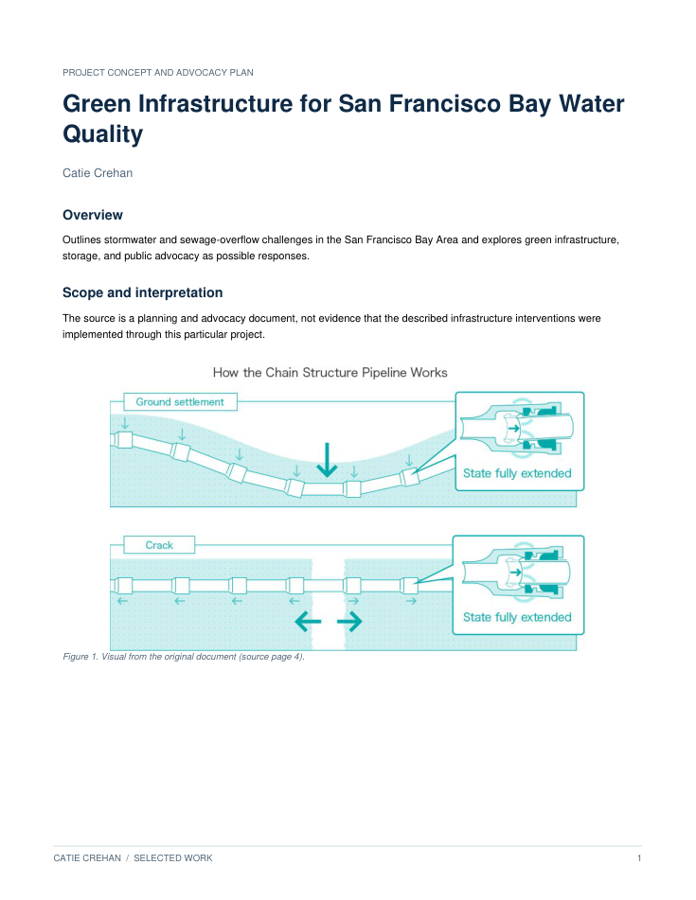 PROJECT CONCEPT AND ADVOCACY PLAN
Green Infrastructure for San Francisco Bay Water
Quality
Catie Crehan
Overview
Outlines stormwater and sewage-overflow challenges in the San Francisco Bay Area and explores green infrastructure,
storage, and public advocacy as possible responses.
Scope and interpretation
The source is a planning and advocacy document, not evidence that the described infrastructure interventions were
implemented through this particular project.
How the Chain Structure Pipeline Works
Ground settlement
State fully extended
Crack
State fully extended
Figure 1. Visual from the original document (source page 4).
CATIE CREHAN / SELECTED WORK
1